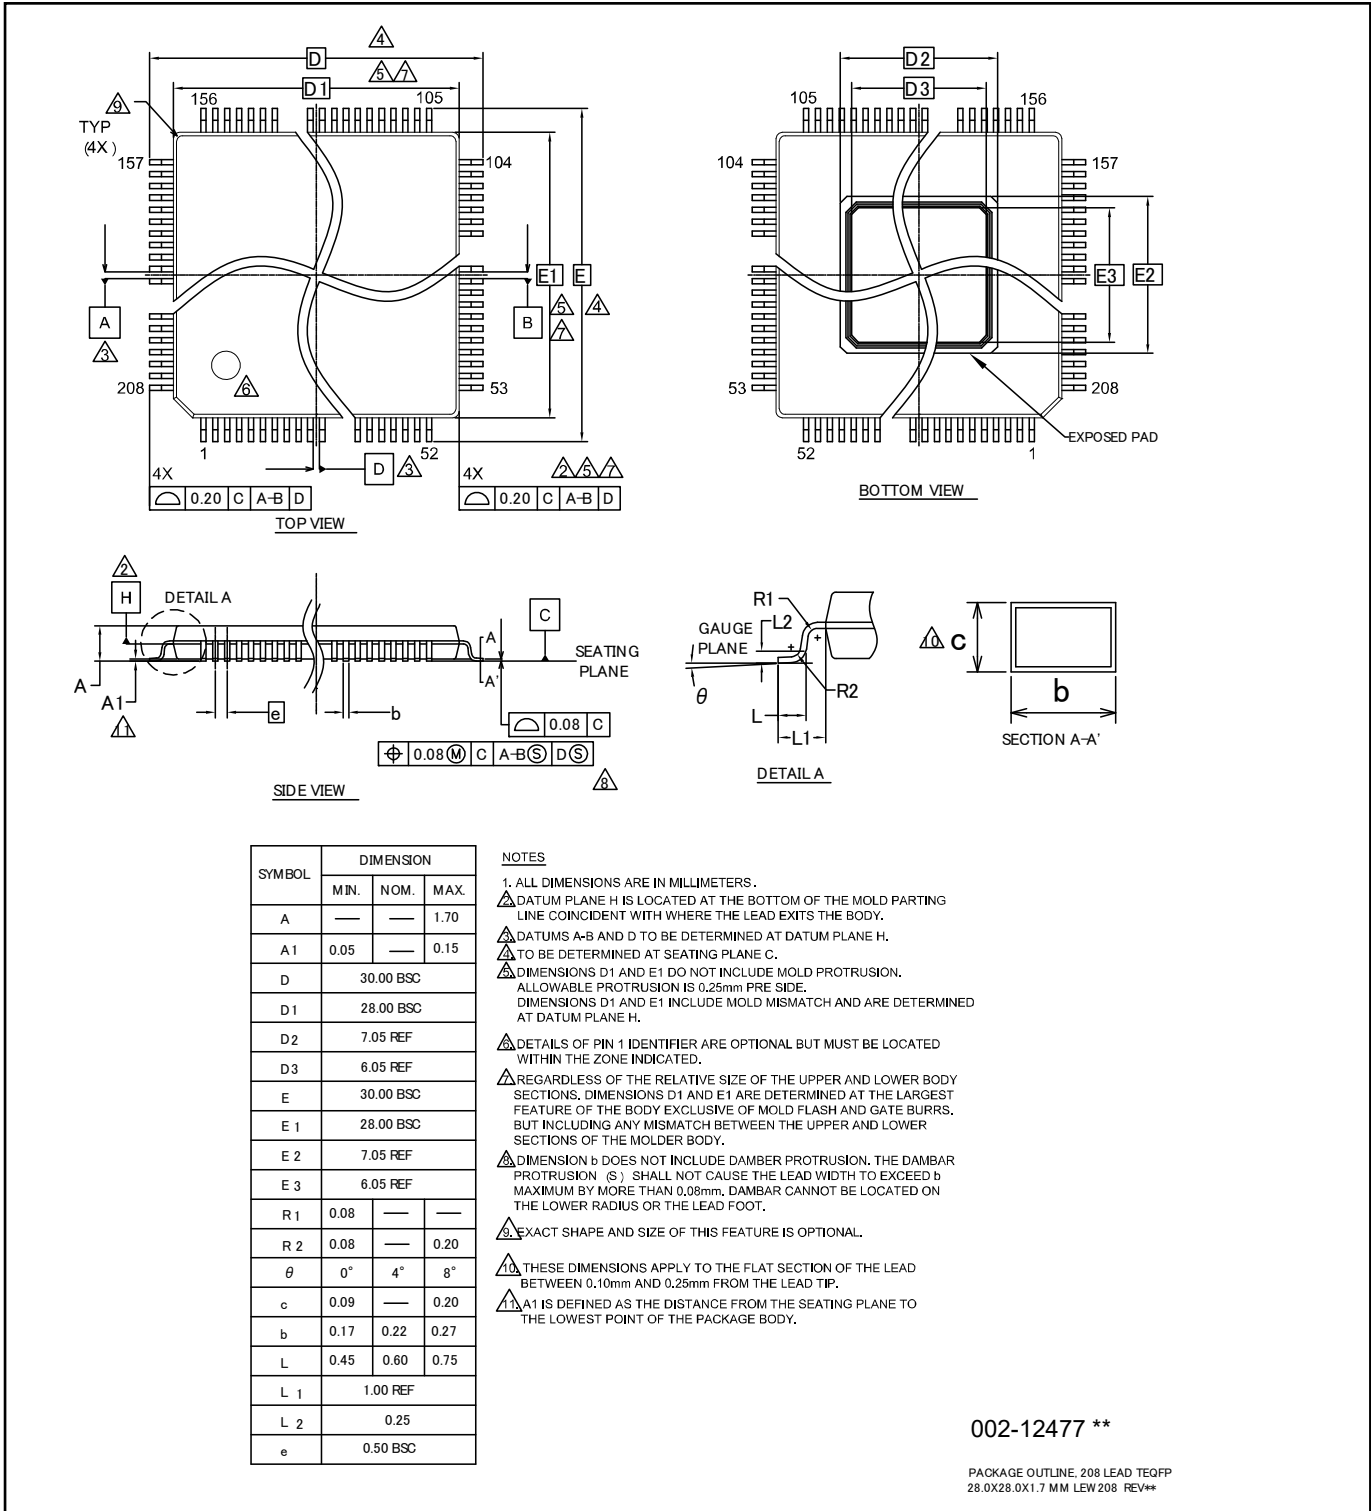 4
D
5 7
D1
156
105
9
TYP
(4X)
157
104
A
3
E1
E
5
4
7
B
208
6
53
1
52
D
3
4X
4X
2 5 7
0.20 C A-B D
0.20 C A-B D
TOP VIEW
D2
D3
105
156
104
157
E3
E2
53
208
52
1
EXPOSED PAD
BOTTOM VIEW
2
H
DETAIL A
C
A
A'
SEATING
PLANE
A
A1
11
e
b
0.08 C
0.08 M C A-B S D S
8
SIDE VIEW
R1
L2
GAUGE
PLANE
θ
R2
L
L1
DETAIL A
10 c
b
SECTION A-A'
SYMBOL DIMENSION
MIN. NOM. MAX.
A — — 1.70
A1 0.05 — 0.15
D 30.00 BSC
D1 28.00 BSC
D2 7.05 REF
D3 6.05 REF
E 30.00 BSC
E1 28.00 BSC
E2 7.05 REF
E3 6.05 REF
R1 0.08 — —
R2 0.08 — 0.20
θ 0° 4° 8°
c 0.09 — 0.20
b 0.17 0.22 0.27
L 0.45 0.60 0.75
L 1 1.00 REF
L 2 0.25
e 0.50 BSC
NOTES
1. ALL DIMENSIONS ARE IN MILLIMETERS.
2. DATUM PLANE H IS LOCATED AT THE BOTTOM OF THE MOLD PARTING
LINE COINCIDENT WITH WHERE THE LEAD EXITS THE BODY.
3. DATUMS A-B AND D TO BE DETERMINED AT DATUM PLANE H.
4. TO BE DETERMINED AT SEATING PLANE C.
5. DIMENSIONS D1 AND E1 DO NOT INCLUDE MOLD PROTRUSION.
ALLOWABLE PROTRUSION IS 0.25mm PRE SIDE.
DIMENSIONS D1 AND E1 INCLUDE MOLD MISMATCH AND ARE DETERMINED
AT DATUM PLANE H.
6. DETAILS OF PIN 1 IDENTIFIER ARE OPTIONAL BUT MUST BE LOCATED
WITHIN THE ZONE INDICATED.
7. REGARDLESS OF THE RELATIVE SIZE OF THE UPPER AND LOWER BODY
SECTIONS. DIMENSIONS D1 AND E1 ARE DETERMINED AT THE LARGEST
FEATURE OF THE BODY EXCLUSIVE OF MOLD FLASH AND GATE BURRS.
BUT INCLUDING ANY MISMATCH BETWEEN THE UPPER AND LOWER
SECTIONS OF THE MOLDER BODY.
8. DIMENSION b DOES NOT INCLUDE DAMBER PROTRUSION. THE DAMBAR
PROTRUSION (S) SHALL NOT CAUSE THE LEAD WIDTH TO EXCEED b
MAXIMUM BY MORE THAN 0.08mm. DAMBAR CANNOT BE LOCATED ON
THE LOWER RADIUS OR THE LEAD FOOT.
9. EXACT SHAPE AND SIZE OF THIS FEATURE IS OPTIONAL.
10. THESE DIMENSIONS APPLY TO THE FLAT SECTION OF THE LEAD
BETWEEN 0.10mm AND 0.25mm FROM THE LEAD TIP.
11. A1 IS DEFINED AS THE DISTANCE FROM THE SEATING PLANE TO
THE LOWEST POINT OF THE PACKAGE BODY.
002-12477 **
PACKAGE OUTLINE, 208 LEAD TEQFP
28.0X28.0X1.7 MM LEW208 REV**